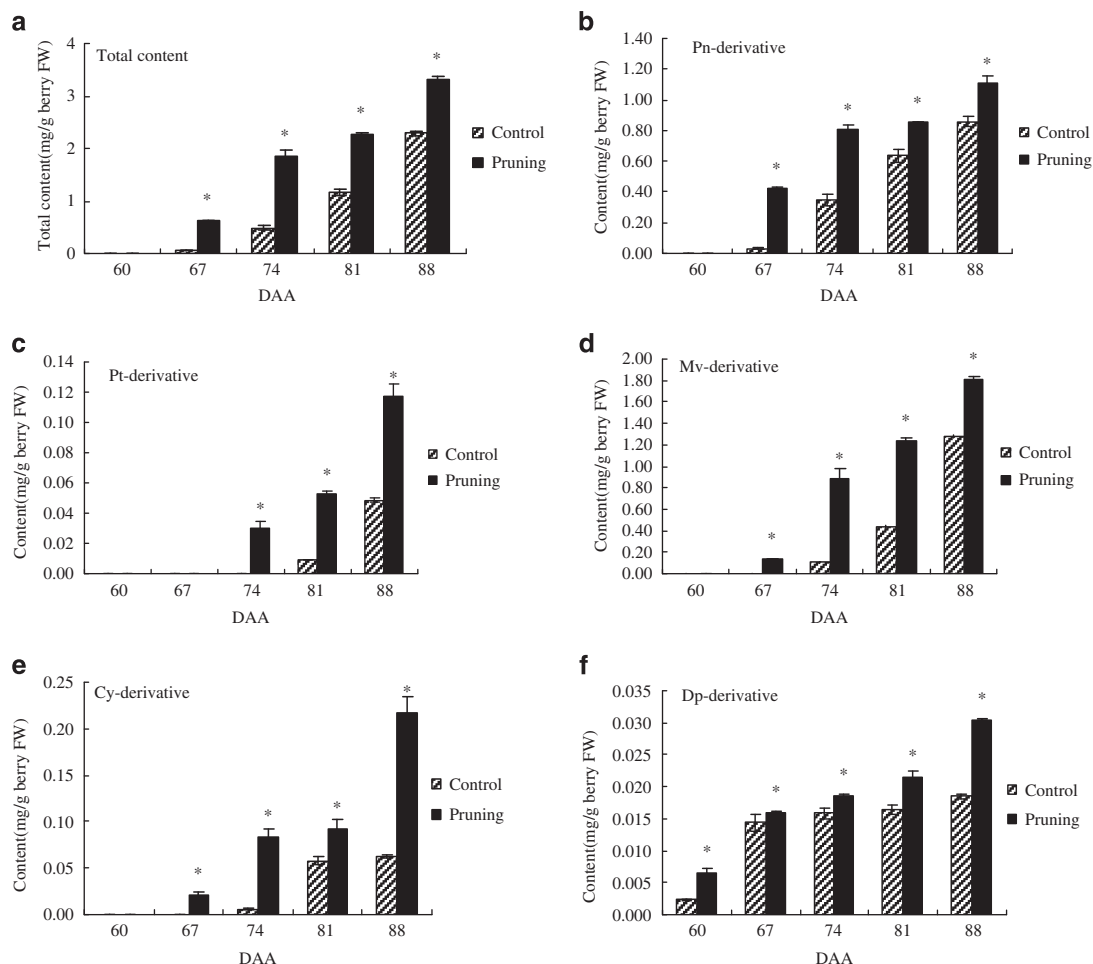 a
Total content
Total content(mg/g berry FW)
4
3
2
1
0
* * * *
60 67 74 81 88
DAA
Control
Pruning
b
Pn-derivative
Content(mg/g berry FW)
1.40
1.20
1.00
0.80
0.60
0.40
0.20
0.00
* * * *
60 67 74 81 88
DAA
Control
Pruning
c
Pt-derivative
Content(mg/g berry FW)
0.14
0.12
0.10
0.08
0.06
0.04
0.02
0.00
* * *
60 67 74 81 88
DAA
Control
Pruning
d
Mv-derivative
Content(mg/g berry FW)
2.00
1.80
1.60
1.40
1.20
1.00
0.80
0.60
0.40
0.20
0.00
* * * *
60 67 74 81 88
DAA
Control
Pruning
e
Cy-derivative
Content(mg/g berry FW)
0.25
0.20
0.15
0.10
0.05
0.00
* * * *
60 67 74 81 88
DAA
Control
Pruning
f
Dp-derivative
Content(mg/g berry FW)
0.035
0.030
0.025
0.020
0.015
0.010
0.005
0.000
* * * * *
60 67 74 81 88
DAA
Control
Pruning